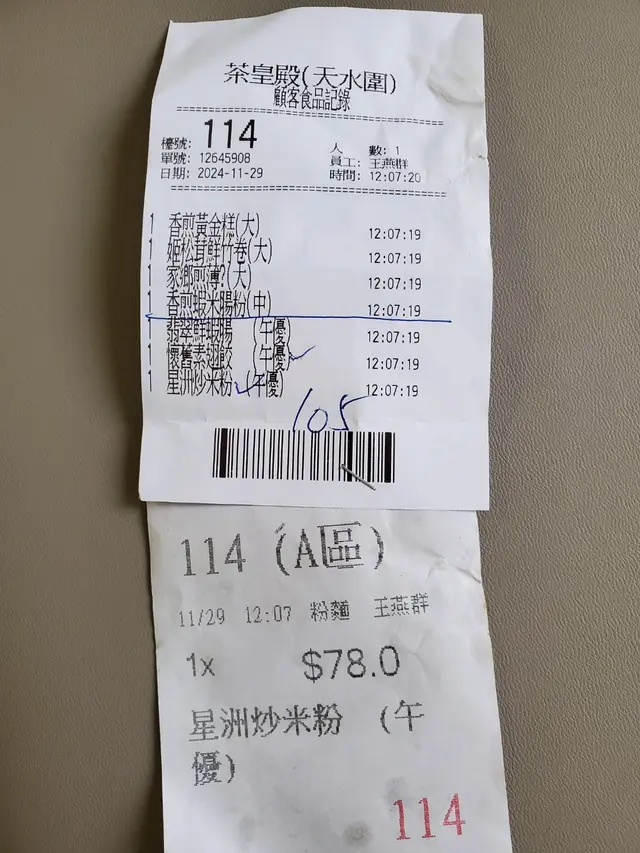 茶皇殿(天水圍)
顧客食品記錄
檯號: 114
人 數: 1
單號: 12645908
員工: 王燕群
日期: 2024-11-29
時間: 12:07:20
1 香煎黃金糕(大) 12:07:19
1 姬松茸鮮竹卷(大) 12:07:19
1 家鄉煎薄?(大) 12:07:19
1 香煎蝦米腸粉(中) 12:07:19
1 翡翠鮮蝦腸 (午優) 12:07:19
1 懷舊素翅餃 (午優) 12:07:19
1 星洲炒米粉 (午優) 12:07:19
105
114 (A區)
11/29 12:07 粉麵 王燕群
1x $78.0
星洲炒米粉 (午
優)
114